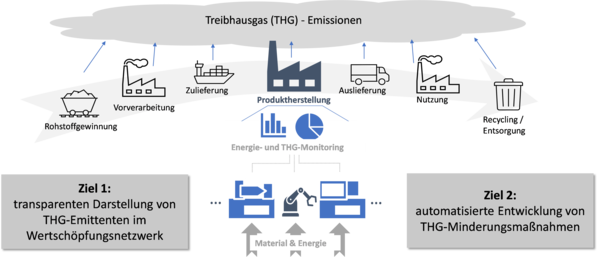 Treibhausgas (THG) - Emissionen
Rohstoffgewinnung
Vorverarbeitung
Zulieferung
Produktherstellung
Auslieferung
Nutzung
Recycling /
Entsorgung
Energie- und THG-Monitoring
Ziel 1:
transparenten Darstellung von
THG-Emittenten im
Wertschöpfungsnetzwerk
...
...
Material & Energie
Ziel 2:
automatisierte Entwicklung von
THG-Minderungsmaßnahmen